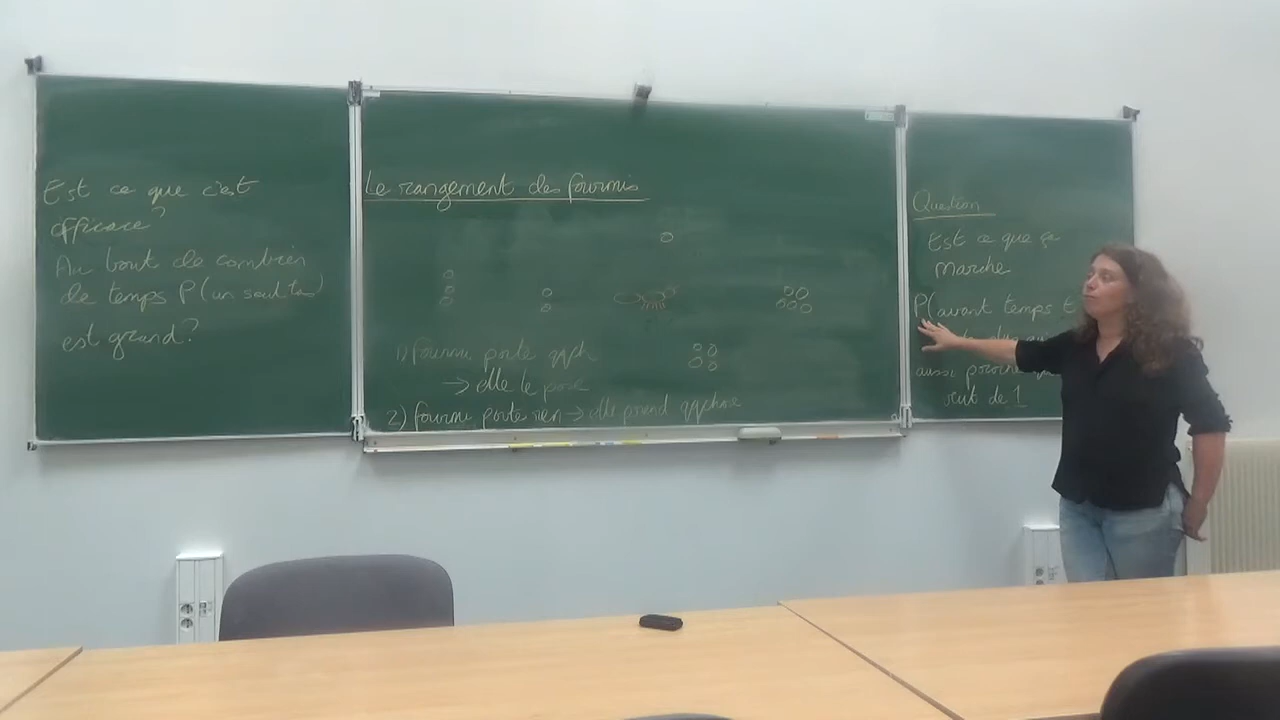 Est ce que c'est
efficace?
Au bout de combien
de temps P(un seul tas)
est grand?
Le rangement des fourmis
1) fourmi porte qqch
→ elle le pose
2) fourmi porte rien → elle prend qqchose
Question
Est ce que ça
marche
P(avant temps t
aussi proche
veut de 1